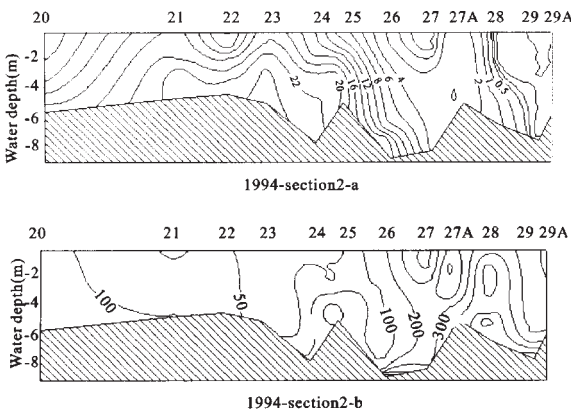 20 21 22 23 24 25 26 27 27A 28 29 29A
Water depth(m)
-2
-4
-6
-8
22 20 16 12 8 6 4 2 1 0.5
1994-section2-a
20 21 22 23 24 25 26 27 27A 28 29 29A
Water depth(m)
-2
-4
-6
-8
100 50 100 200 300
1994-section2-b